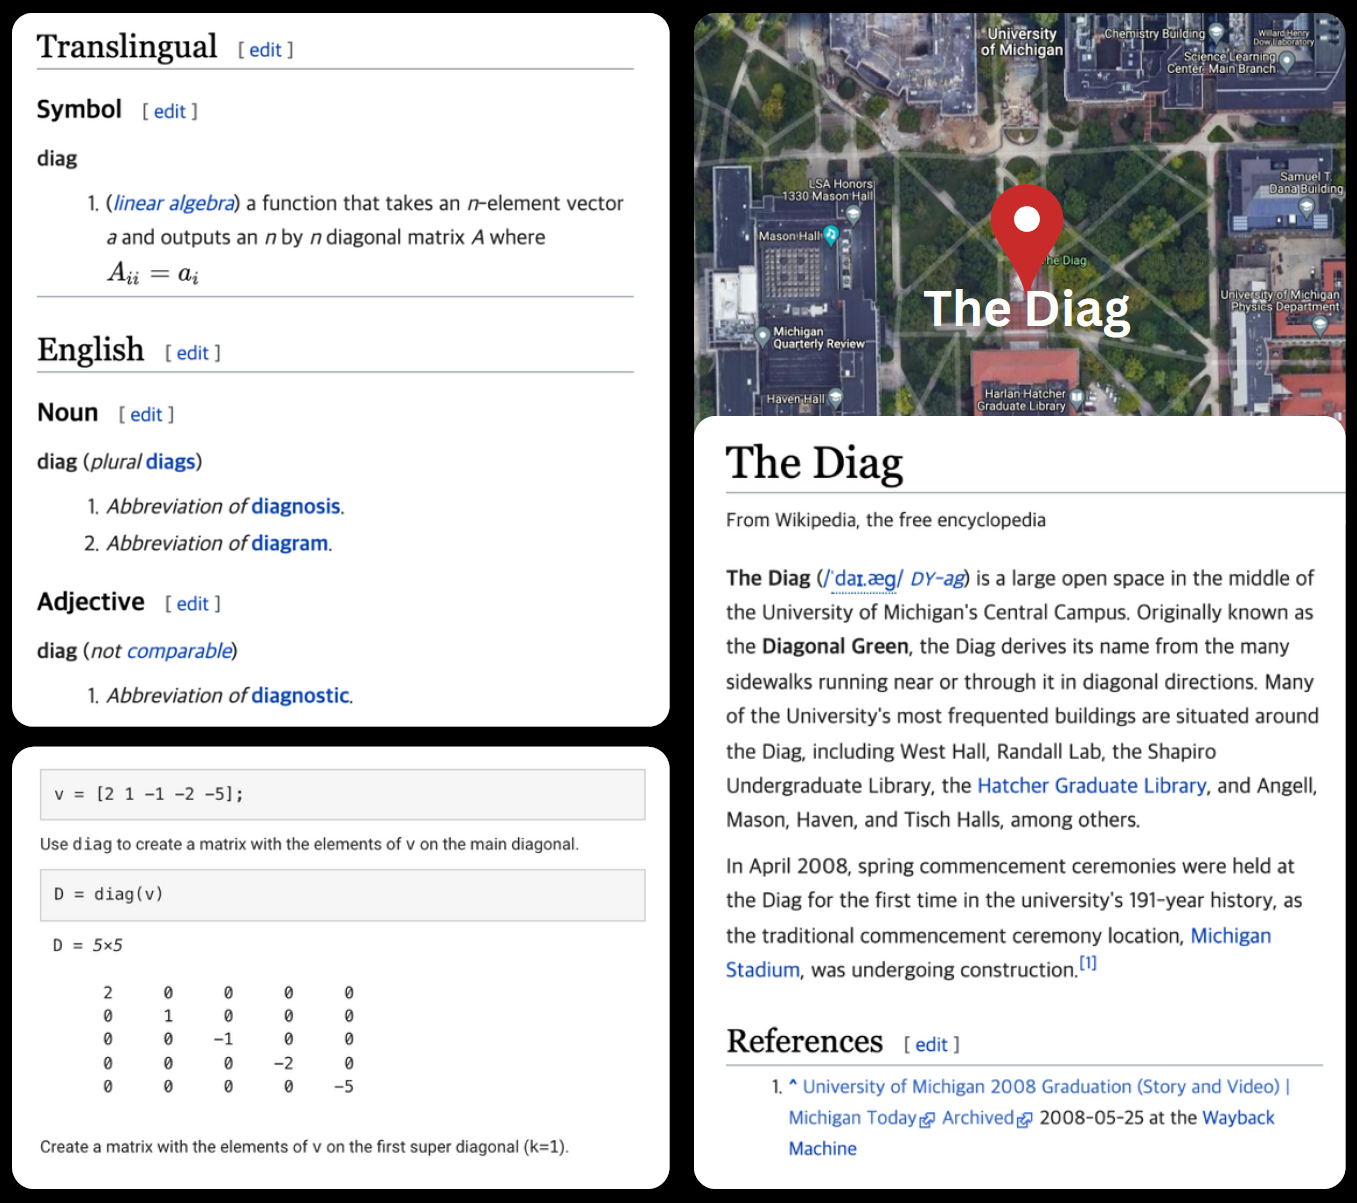 Translingual [ edit ]
Symbol [ edit ]
diag
1. (linear algebra) a function that takes an n-element vector
a and outputs an n by n diagonal matrix A where
Aᵢᵢ = aᵢ
English [ edit ]
Noun [ edit ]
diag (plural diags)
1. Abbreviation of diagnosis.
2. Abbreviation of diagram.
Adjective [ edit ]
diag (not comparable)
1. Abbreviation of diagnostic.
v = [2 1 -1 -2 -5];
Use diag to create a matrix with the elements of v on the main diagonal.
D = diag(v)
D = 5×5
2 0 0 0 0
0 1 0 0 0
0 0 -1 0 0
0 0 0 -2 0
0 0 0 0 -5
Create a matrix with the elements of v on the first super diagonal (k=1).
University
of Michigan
Chemistry Building
Willard Henry
Dow Laboratory
Science Learning
Center: Main Branch
LSA Honors
1330 Mason Hall
Samuel T.
Dana Building
Mason Hall
The Diag
The Diag
University of Michigan
Physics Department
Michigan
Quarterly Review
Haven Hall
Harlan Hatcher
Graduate Library
The Diag
From Wikipedia, the free encyclopedia
The Diag (/ˈdaɪ.æg/ DY-ag) is a large open space in the middle of
the University of Michigan's Central Campus. Originally known as
the Diagonal Green, the Diag derives its name from the many
sidewalks running near or through it in diagonal directions. Many
of the University's most frequented buildings are situated around
the Diag, including West Hall, Randall Lab, the Shapiro
Undergraduate Library, the Hatcher Graduate Library, and Angell,
Mason, Haven, and Tisch Halls, among others.
In April 2008, spring commencement ceremonies were held at
the Diag for the first time in the university's 191-year history, as
the traditional commencement ceremony location, Michigan
Stadium, was undergoing construction.[1]
References [ edit ]
1. ^ University of Michigan 2008 Graduation (Story and Video) |
Michigan Today Archived 2008-05-25 at the Wayback
Machine